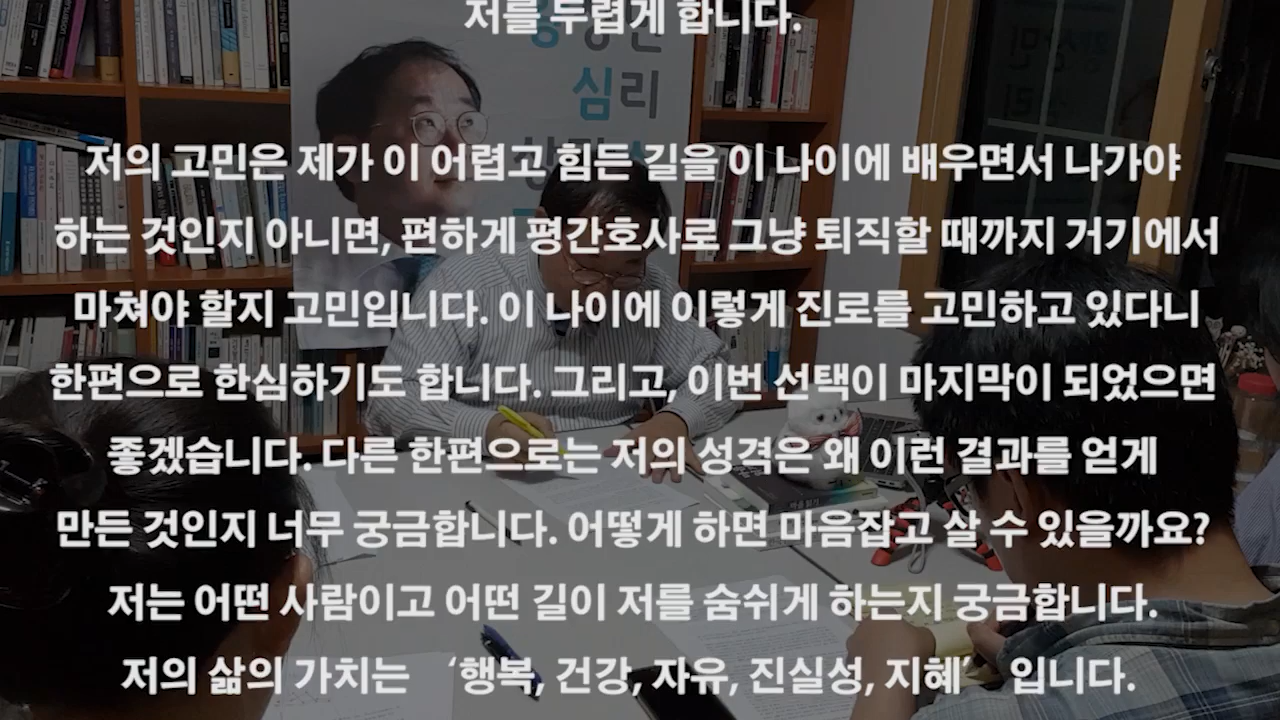 저를 두렵게 합니다.
심리
저의 고민은 제가 이 어렵고 힘든 길을 이 나이에 배우면서 나가야
하는 것인지 아니면, 편하게 평간호사로 그냥 퇴직할 때까지 거기에서
마쳐야 할지 고민입니다. 이 나이에 이렇게 진로를 고민하고 있다니
한편으로 한심하기도 합니다. 그리고, 이번 선택이 마지막이 되었으면
좋겠습니다. 다른 한편으로는 저의 성격은 왜 이런 결과를 얻게
만든 것인지 너무 궁금합니다. 어떻게 하면 마음잡고 살 수 있을까요?
저는 어떤 사람이고 어떤 길이 저를 숨쉬게 하는지 궁금합니다.
저의 삶의 가치는 ‘행복, 건강, 자유, 진실성, 지혜’ 입니다.